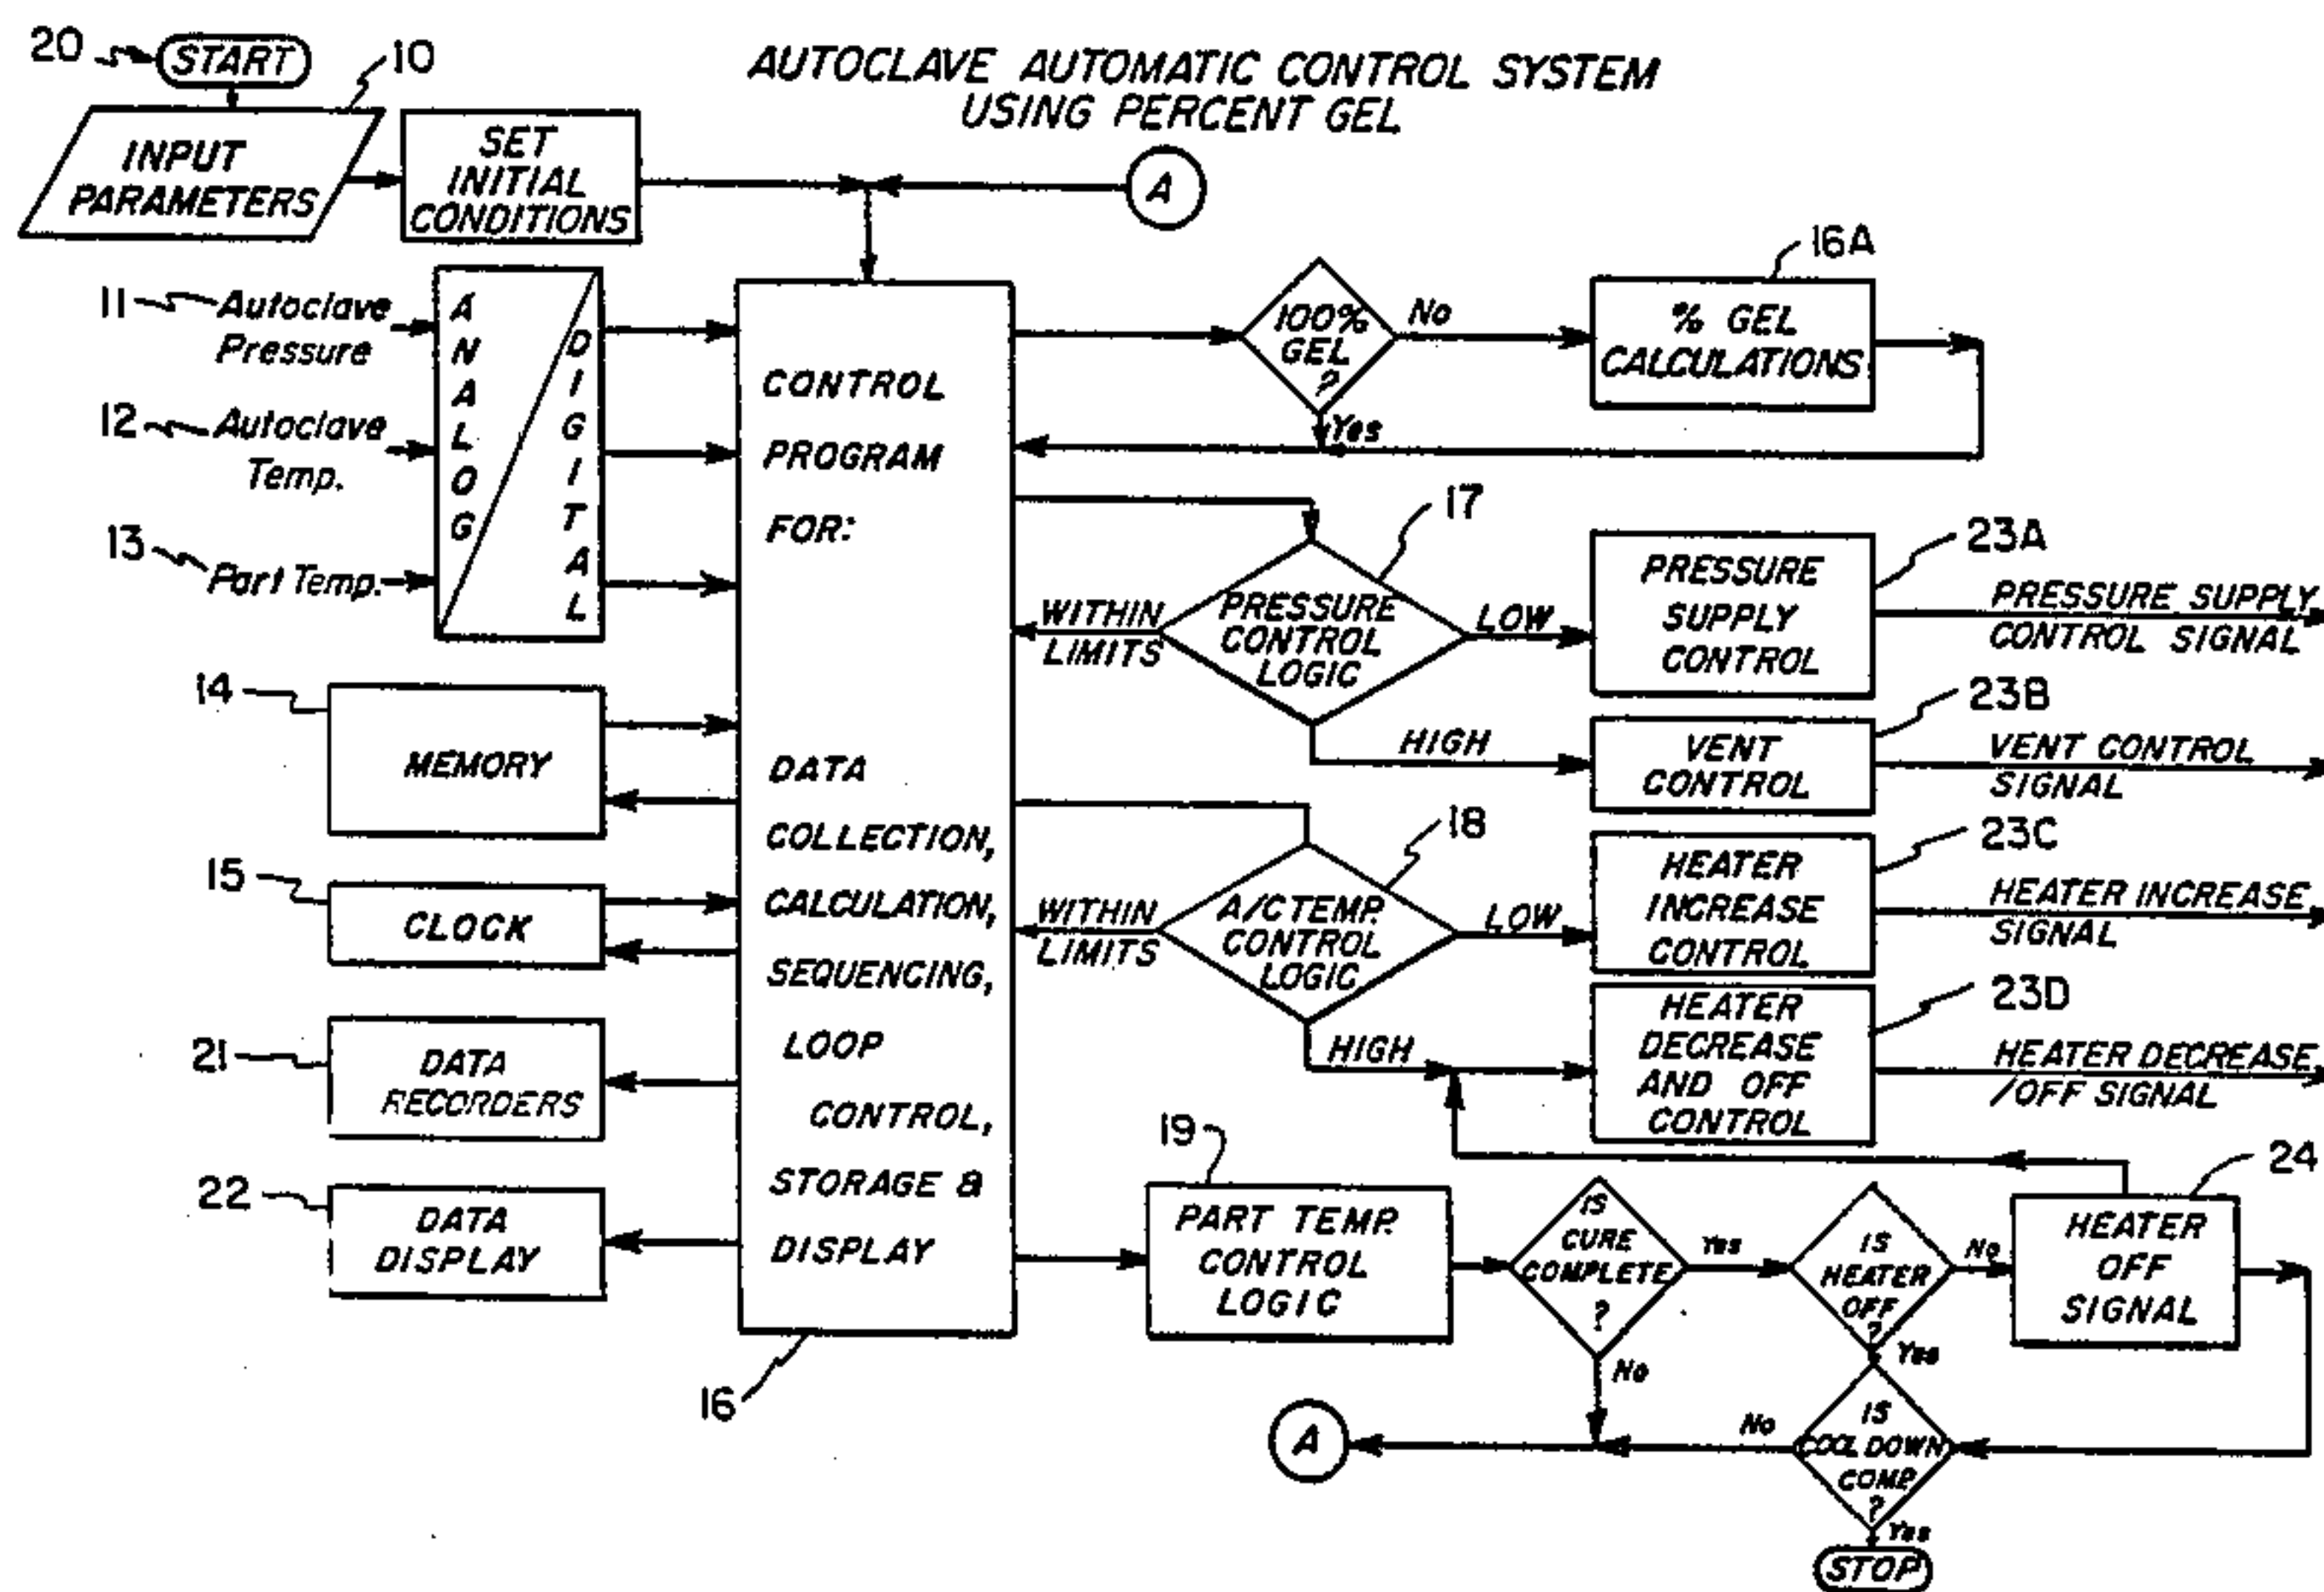 20
START
10
AUTOCLAVE AUTOMATIC CONTROL SYSTEM
USING PERCENT GEL
INPUT
PARAMETERS
SET
INITIAL
CONDITIONS
A
11
Autoclave
Pressure
12
Autoclave
Temp.
13
Part Temp.
ANALOG
DIGITAL
14
MEMORY
15
CLOCK
21
DATA
RECORDERS
22
DATA
DISPLAY
CONTROL
PROGRAM
FOR:
DATA
COLLECTION,
CALCULATION,
SEQUENCING,
LOOP
CONTROL,
STORAGE &
DISPLAY
16
100%
GEL
?
No
Yes
16A
% GEL
CALCULATIONS
17
PRESSURE
CONTROL
LOGIC
WITHIN
LIMITS
LOW
HIGH
PRESSURE
SUPPLY
CONTROL
23A
PRESSURE SUPPLY
CONTROL SIGNAL
VENT
CONTROL
23B
VENT CONTROL
SIGNAL
18
A/C TEMP.
CONTROL
LOGIC
WITHIN
LIMITS
LOW
HIGH
HEATER
INCREASE
CONTROL
23C
HEATER INCREASE
SIGNAL
HEATER
DECREASE
AND OFF
CONTROL
23D
HEATER DECREASE
/OFF SIGNAL
19
PART TEMP.
CONTROL
LOGIC
IS
CURE
COMPLETE
?
Yes
No
IS
HEATER
OFF
?
No
Yes
24
HEATER
OFF
SIGNAL
IS
COOL DOWN
COMP.
?
No
Yes
A
STOP